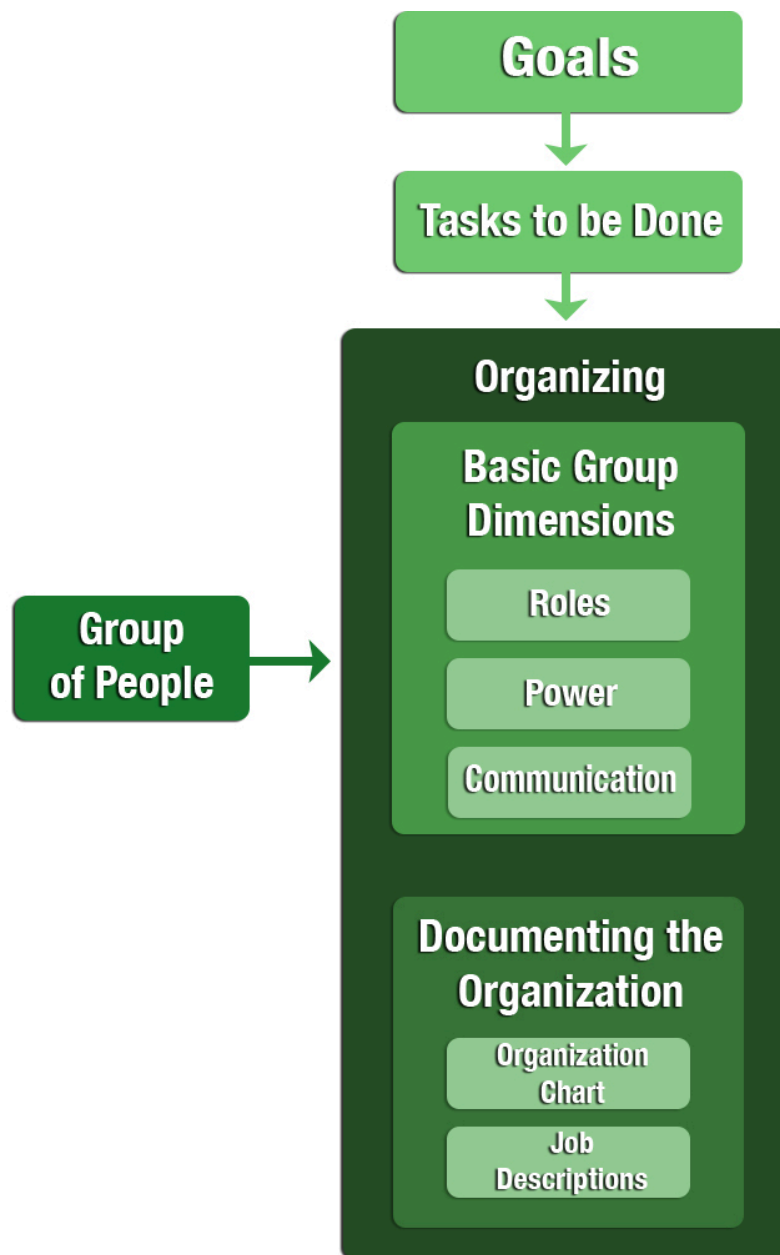 Goals
Tasks to be Done
Organizing
Basic Group
Dimensions
Roles
Power
Communication
Group
of People
Documenting the
Organization
Organization
Chart
Job
Descriptions